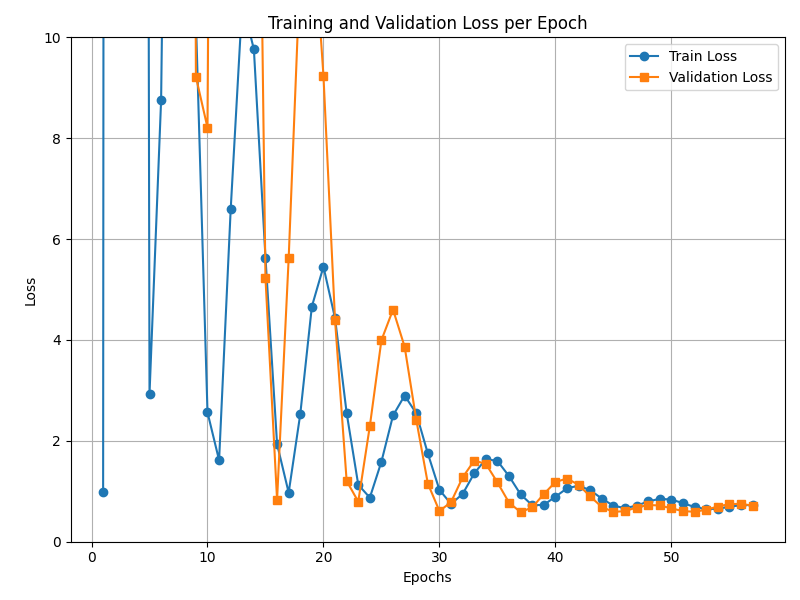 Training and Validation Loss per Epoch
Train Loss
Validation Loss
Loss
10
8
6
4
2
0
0 10 20 30 40 50
Epochs